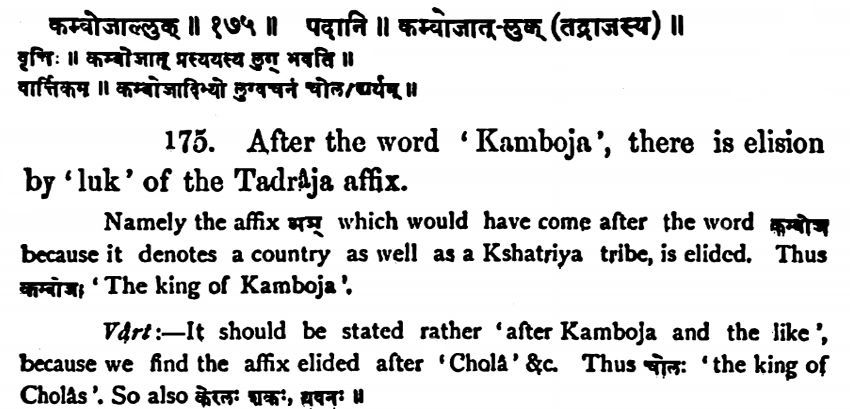 कम्बोजाल्लुक् ॥ १७५ ॥ पदानि ॥ कम्बोजात्-लुक् (तद्राजस्य) ॥
वृत्तिः ॥ कम्बोजात् प्रत्ययस्य लुग् भवति ॥
वार्त्तिकम् ॥ कम्बोजादिभ्यो लुग्वचनं चोलाद्यर्थम् ॥
175. After the word ‘Kamboja’, there is elision
by ‘luk’ of the Tadrâja affix.
Namely the affix अञ् which would have come after the word कम्बोज
because it denotes a country as well as a Kshatriya tribe, is elided. Thus
कम्बोजः ‘The king of Kamboja’.
Vârt:—It should be stated rather ‘after Kamboja and the like’,
because we find the affix elided after ‘Cholâ’ &c. Thus चोलः ‘the king of
Cholâs’. So also केरलः शकः, यवनः ॥